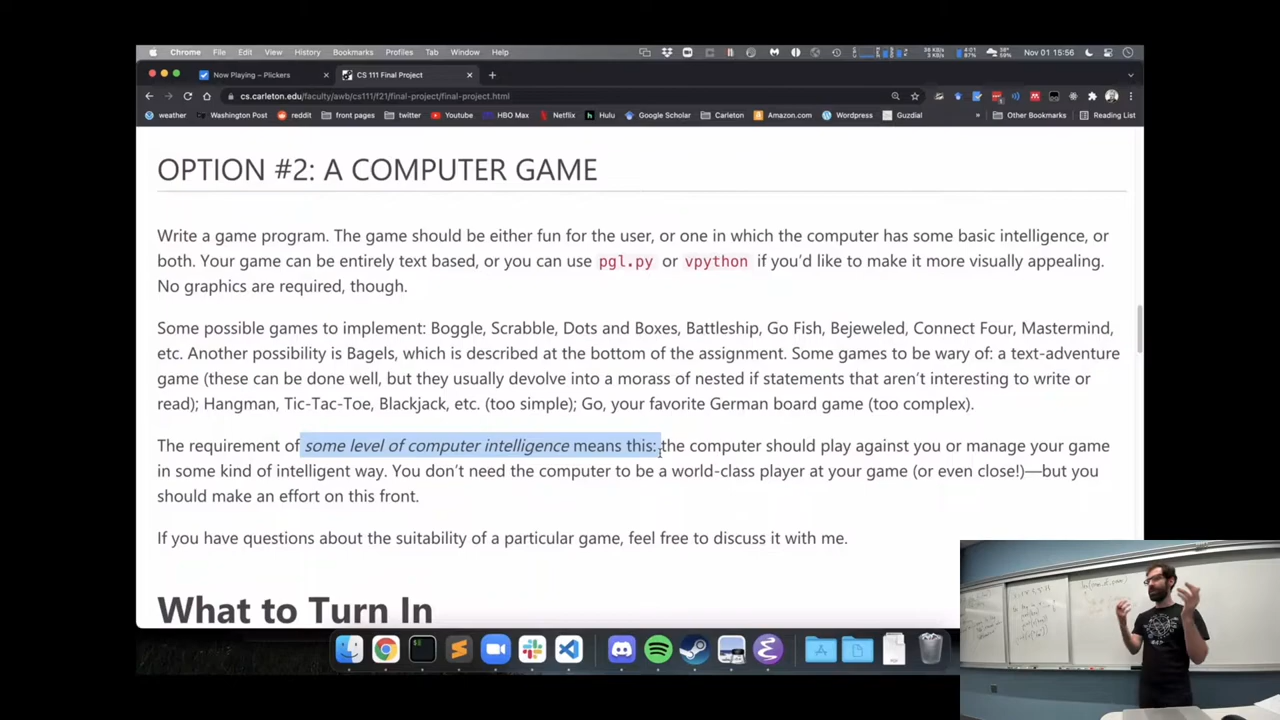 Chrome File Edit View History Bookmarks Profiles Tab Window Help Nov 01 15:56
Now Playing – Plickers CS 111 Final Project
cs.carleton.edu/faculty/awb/cs111/f21/final-project/final-project.html
weather Washington Post reddit front pages twitter Youtube HBO Max Netflix Hulu Google Scholar Carleton Amazon.com Wordpress Guzdial » Other Bookmarks Reading List
OPTION #2: A COMPUTER GAME
Write a game program. The game should be either fun for the user, or one in which the computer has some basic intelligence, or
both. Your game can be entirely text based, or you can use pgl.py or vpython if you’d like to make it more visually appealing.
No graphics are required, though.
Some possible games to implement: Boggle, Scrabble, Dots and Boxes, Battleship, Go Fish, Bejeweled, Connect Four, Mastermind,
etc. Another possibility is Bagels, which is described at the bottom of the assignment. Some games to be wary of: a text-adventure
game (these can be done well, but they usually devolve into a morass of nested if statements that aren’t interesting to write or
read); Hangman, Tic-Tac-Toe, Blackjack, etc. (too simple); Go, your favorite German board game (too complex).
The requirement of some level of computer intelligence means this: the computer should play against you or manage your game
in some kind of intelligent way. You don’t need the computer to be a world-class player at your game (or even close!)—but you
should make an effort on this front.
If you have questions about the suitability of a particular game, feel free to discuss it with me.
What to Turn In